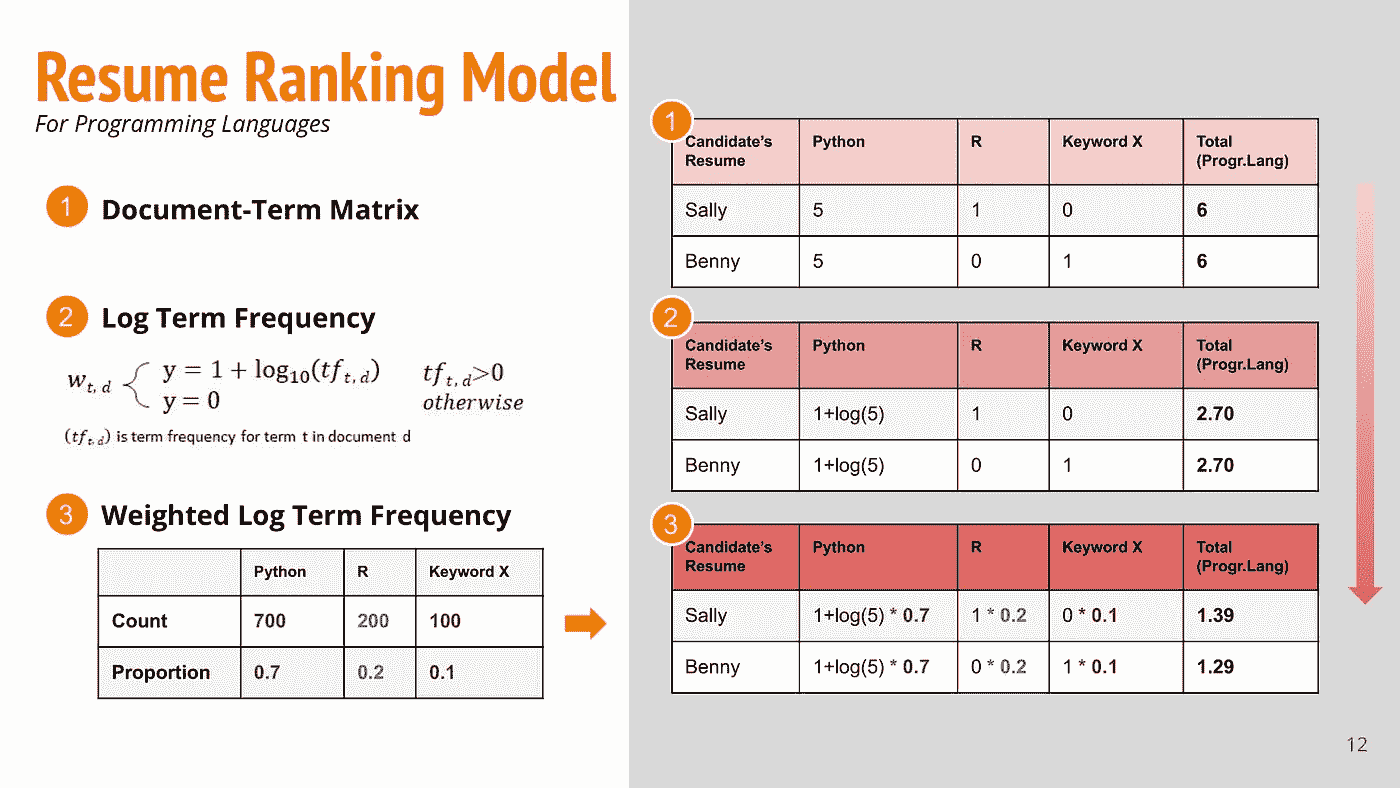 Resume Ranking Model
For Programming Languages
1 Document-Term Matrix
2 Log Term Frequency
w_{t, d} { y = 1 + log₁₀(tf_{t, d}) tf_{t, d}>0
y = 0 otherwise
(tf_{t, d}) is term frequency for term t in document d
3 Weighted Log Term Frequency
Python R Keyword X
Count 700 200 100
Proportion 0.7 0.2 0.1
1
Candidate's Resume Python R Keyword X Total (Progr.Lang)
Sally 5 1 0 6
Benny 5 0 1 6
2
Candidate's Resume Python R Keyword X Total (Progr.Lang)
Sally 1+log(5) 1 0 2.70
Benny 1+log(5) 0 1 2.70
3
Candidate's Resume Python R Keyword X Total (Progr.Lang)
Sally 1+log(5) * 0.7 1 * 0.2 0 * 0.1 1.39
Benny 1+log(5) * 0.7 0 * 0.2 1 * 0.1 1.29
12